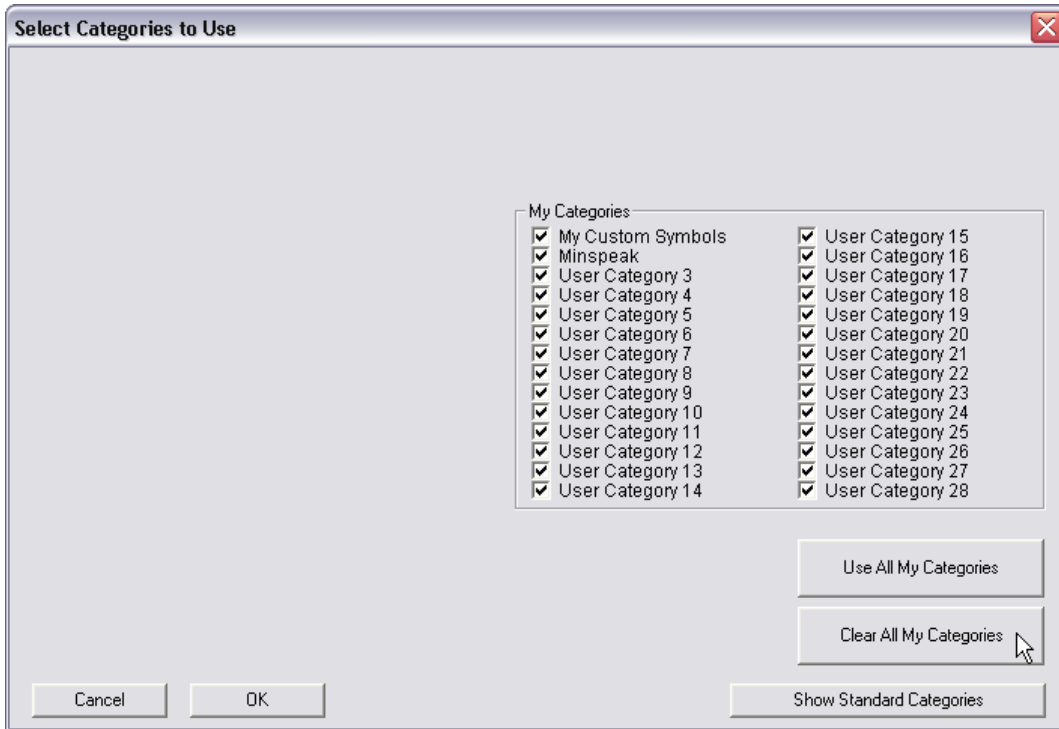 Select Categories to Use
My Categories
My Custom Symbols
Minspeak
User Category 3
User Category 4
User Category 5
User Category 6
User Category 7
User Category 8
User Category 9
User Category 10
User Category 11
User Category 12
User Category 13
User Category 14
User Category 15
User Category 16
User Category 17
User Category 18
User Category 19
User Category 20
User Category 21
User Category 22
User Category 23
User Category 24
User Category 25
User Category 26
User Category 27
User Category 28
Use All My Categories
Clear All My Categories
Cancel
OK
Show Standard Categories